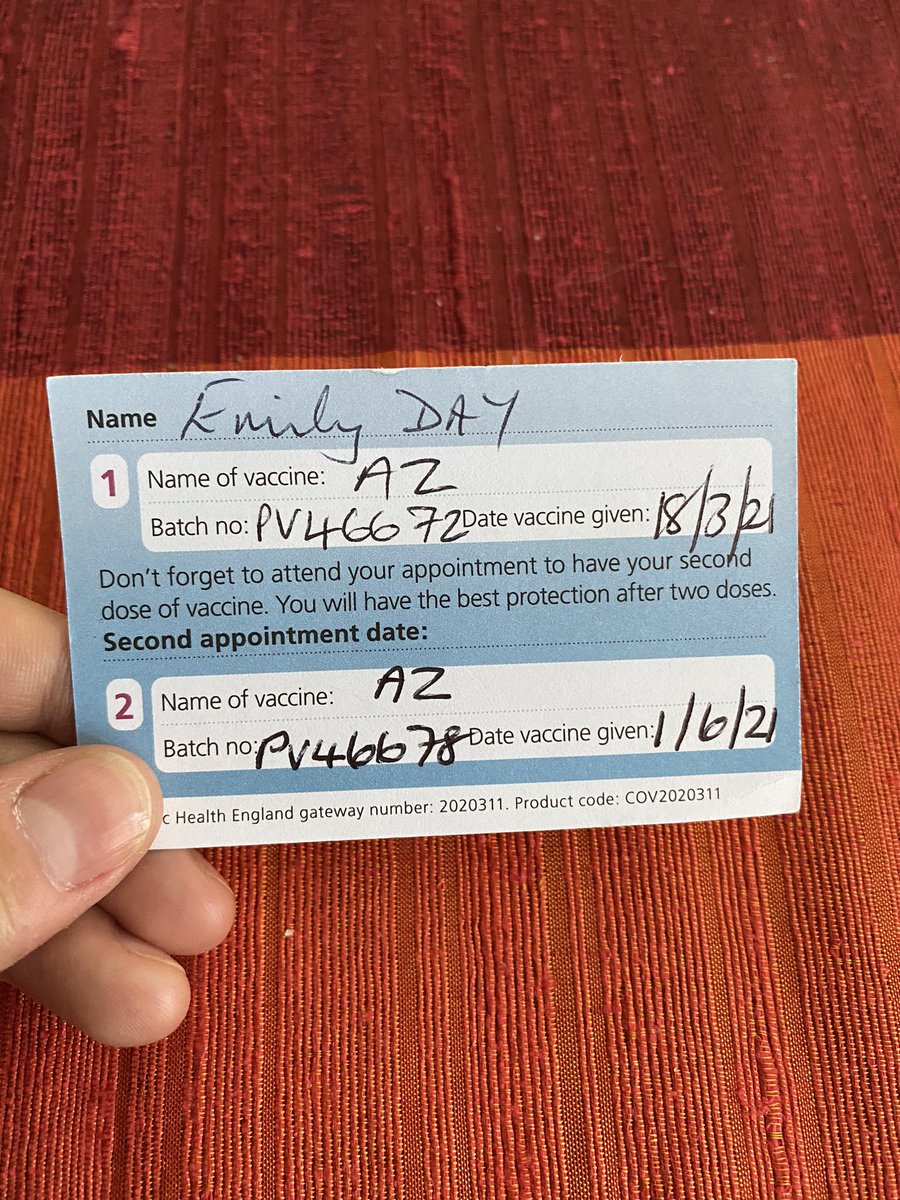 Name Emily DAY
1 Name of vaccine: AZ
Batch no: PV46672 Date vaccine given: 18/3/21
Don't forget to attend your appointment to have your second
dose of vaccine. You will have the best protection after two doses.
Second appointment date:
2 Name of vaccine: AZ
Batch no: PV46678 Date vaccine given: 1/6/21
c Health England gateway number: 2020311. Product code: COV2020311